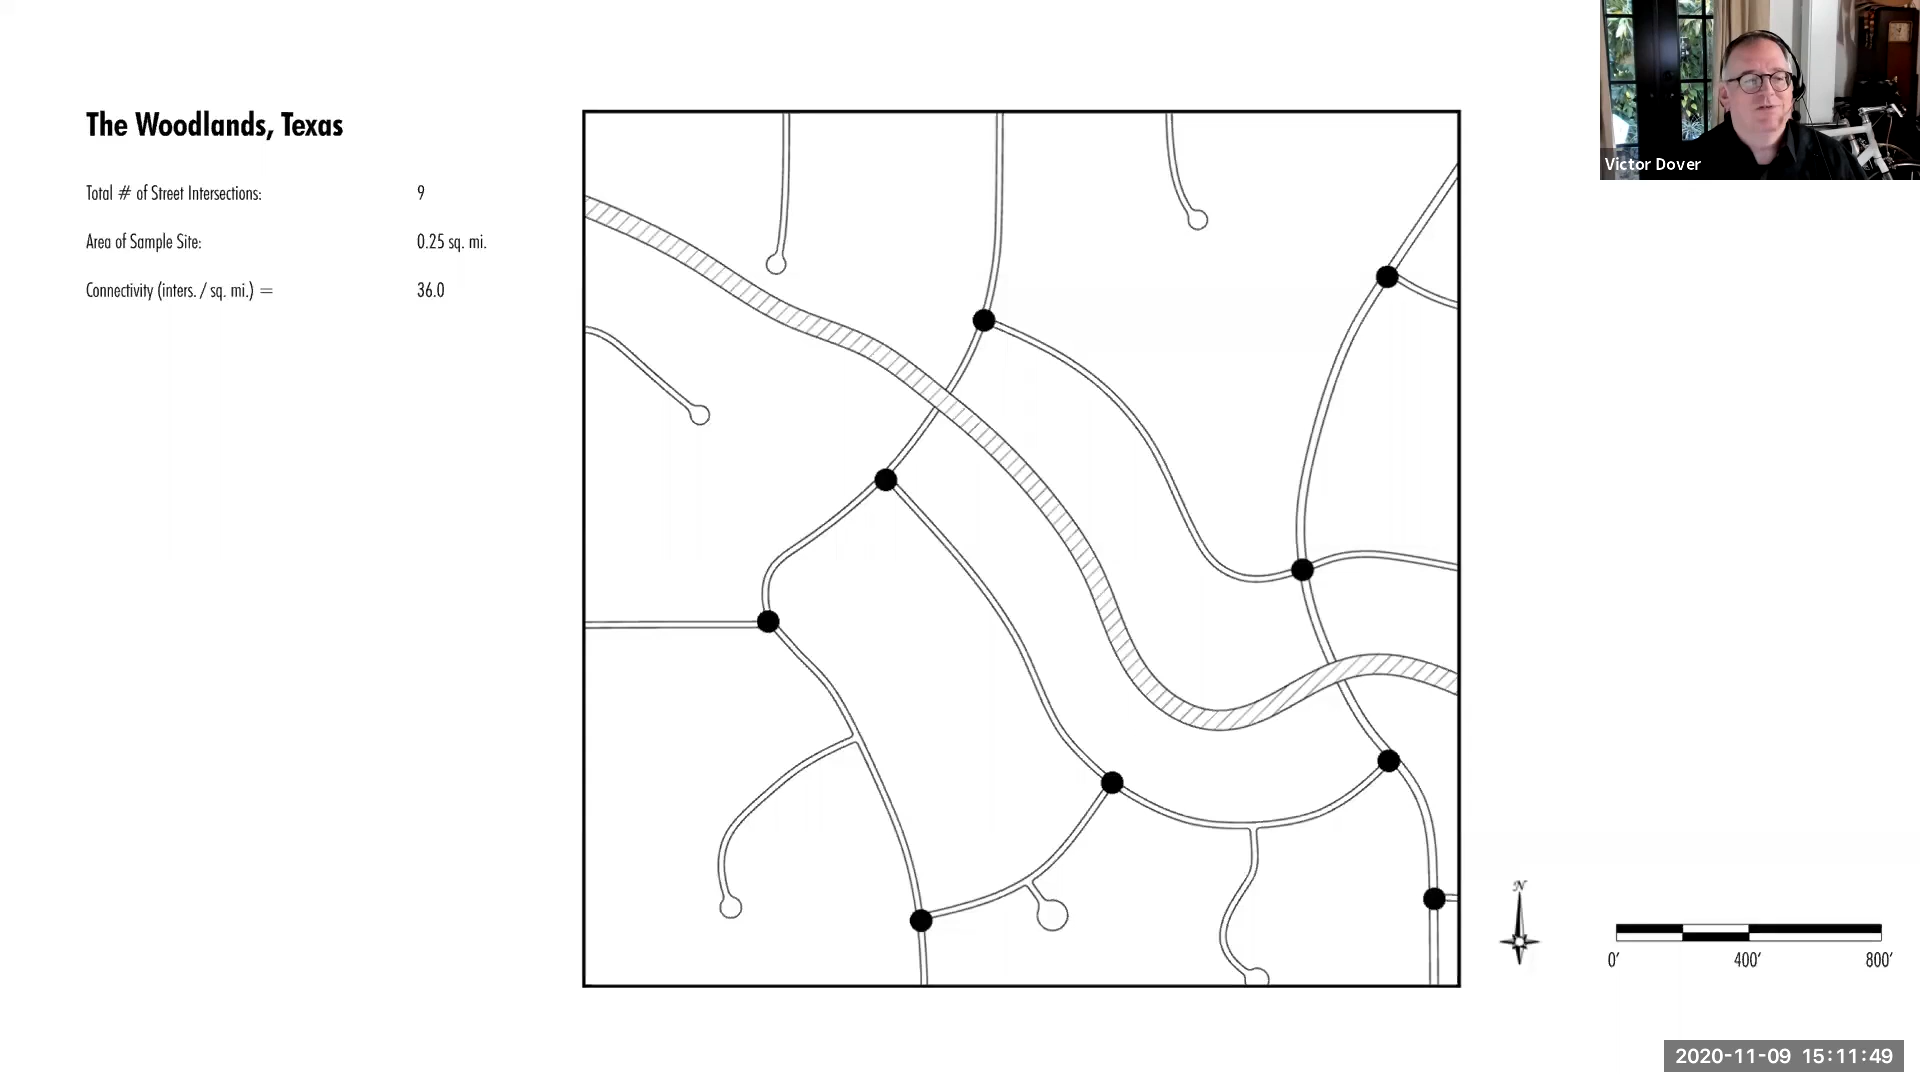 The Woodlands, Texas
Total # of Street Intersections: 9
Area of Sample Site: 0.25 sq. mi.
Connectivity (inters. / sq. mi.) = 36.0
Victor Dover
N
0' 400' 800'
2020-11-09 15:11:49